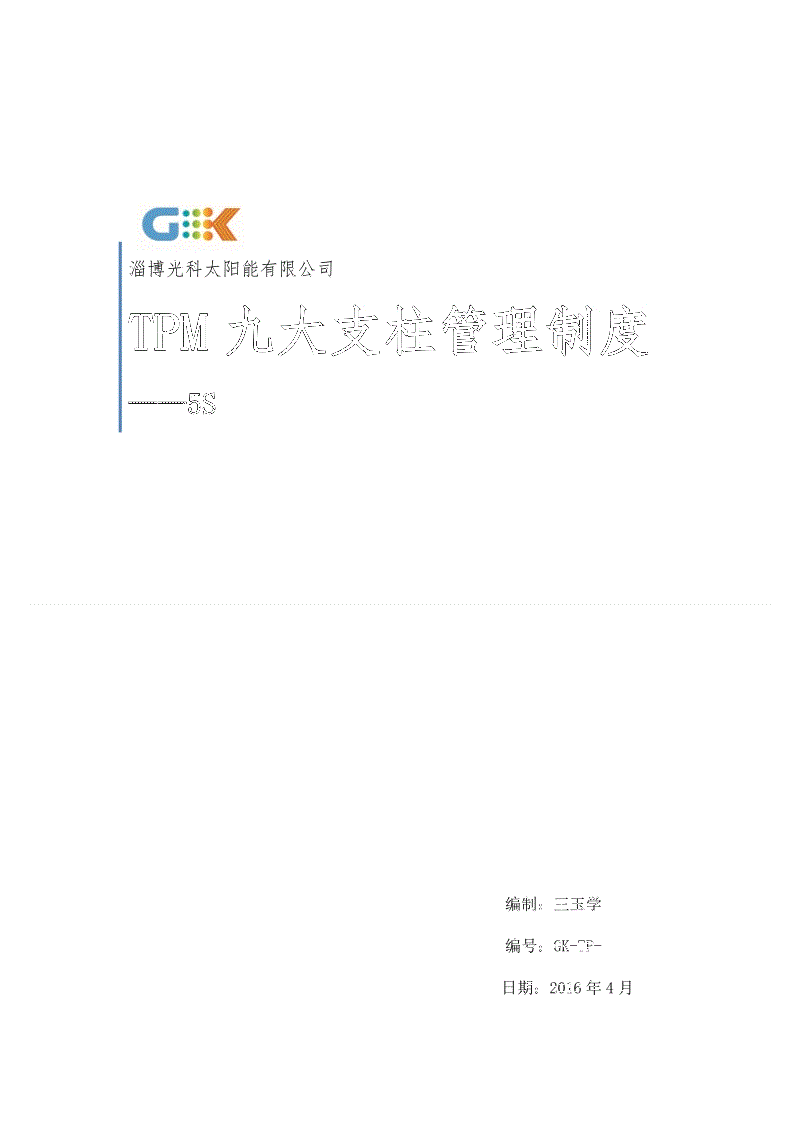 GK
淄博光科太阳能有限公司
TPM 九大支柱管理制度
——5S
编制：三玉学
编号：GK-TP-
日期：2016 年 4 月